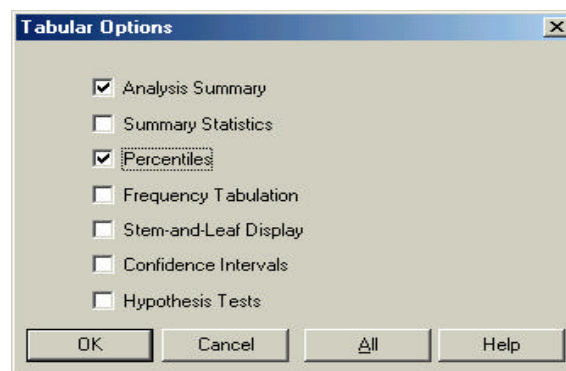 Tabular Options
Analysis Summary
Summary Statistics
Percentiles
Frequency Tabulation
Stem-and-Leaf Display
Confidence Intervals
Hypothesis Tests
OK Cancel All Help